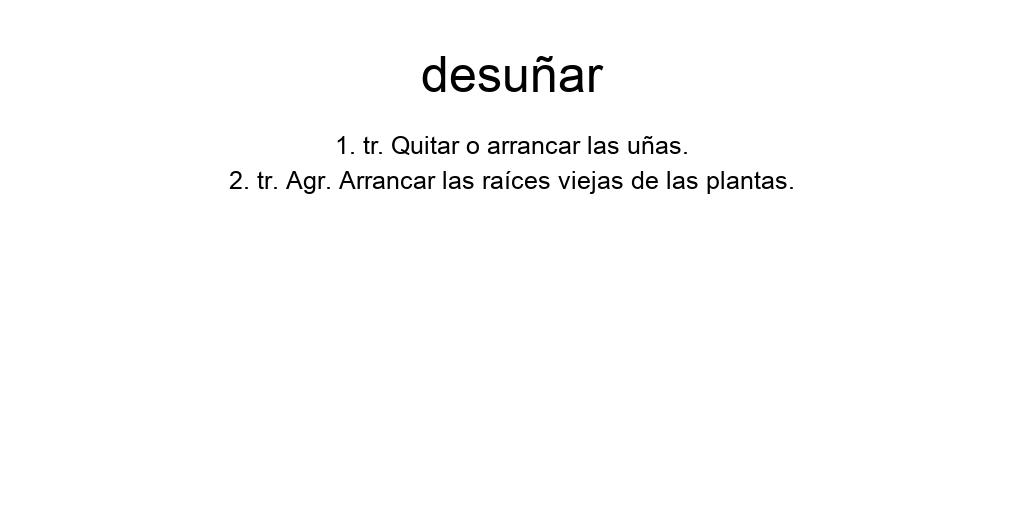 desuñar
1. tr. Quitar o arrancar las uñas.
2. tr. Agr. Arrancar las raíces viejas de las plantas.